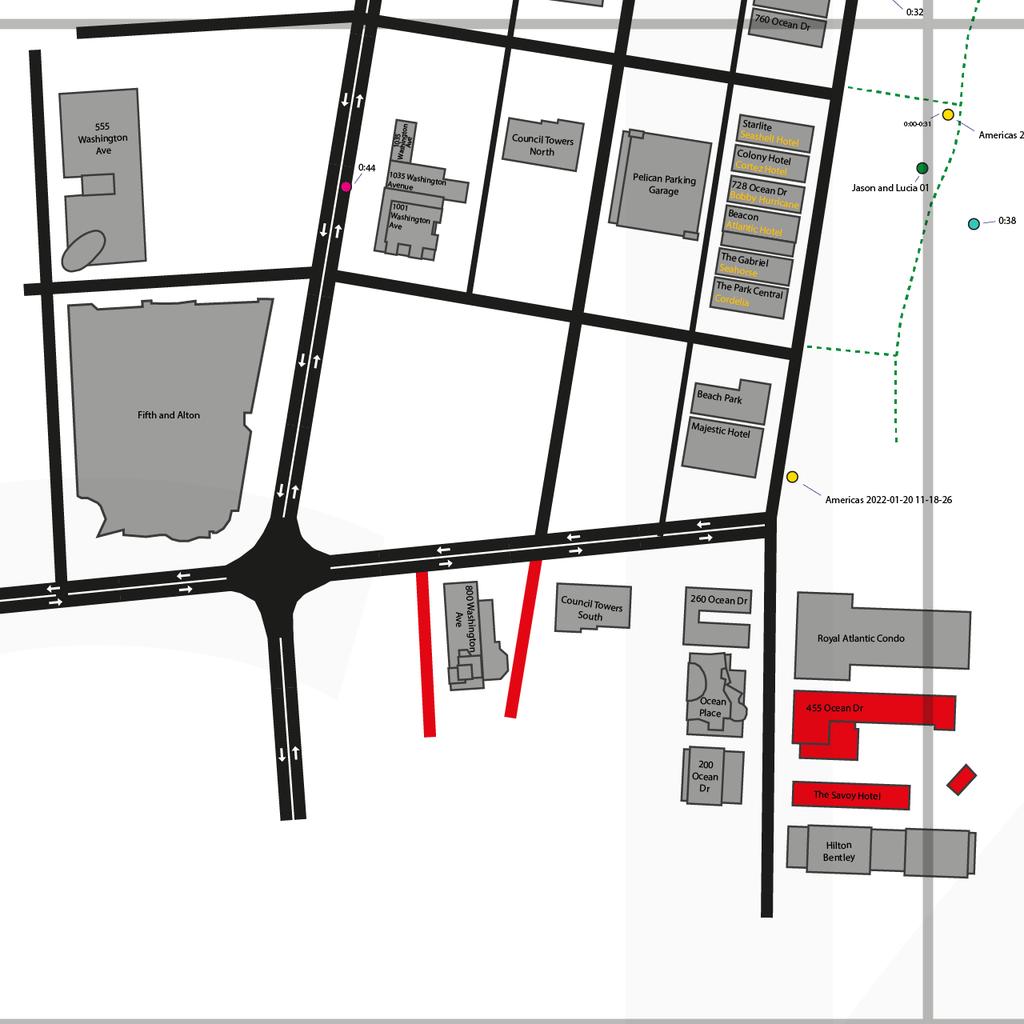 0:32
760 Ocean Dr
555
Washington
Ave
1035
Washington
Ave
Council Towers
North
Starlite
Seashell Hotel
0:00-0:31
Americas 2
0:44
1035 Washington
Avenue
Pelican Parking
Garage
Colony Hotel
Cortez Hotel
728 Ocean Dr
Bobby Hurricane
Jason and Lucia 01
1001
Washington
Ave
Beacon
Atlantic Hotel
0:38
The Gabriel
Seahorse
The Park Central
Cordelia
Fifth and Alton
Beach Park
Majestic Hotel
Americas 2022-01-20 11-18-26
800 Washington
Ave
Council Towers
South
260 Ocean Dr
Royal Atlantic Condo
Ocean
Place
455 Ocean Dr
200
Ocean
Dr
The Savoy Hotel
Hilton
Bentley